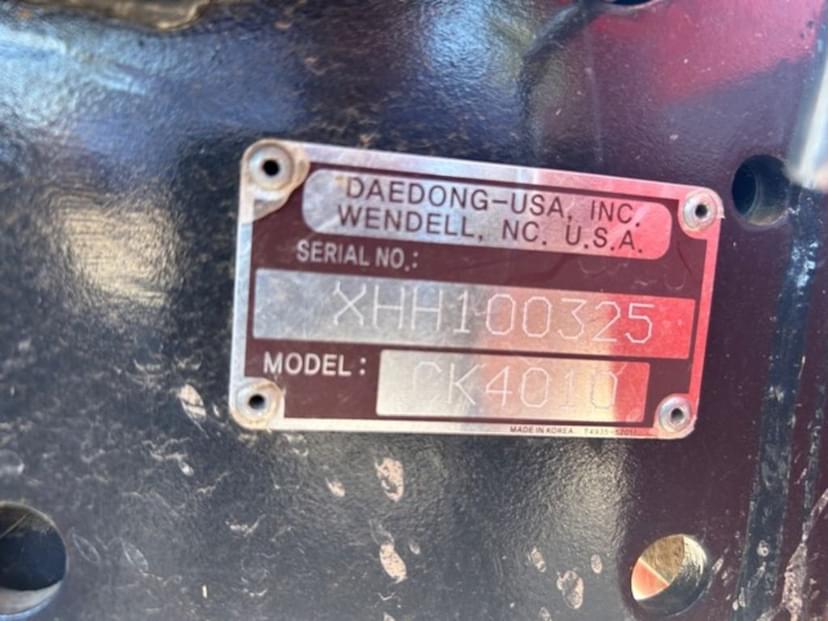 DAEDONG-USA, INC.
WENDELL, NC. U.S.A.
SERIAL NO.:
XHH100325
MODEL: CK4010
MADE IN KOREA